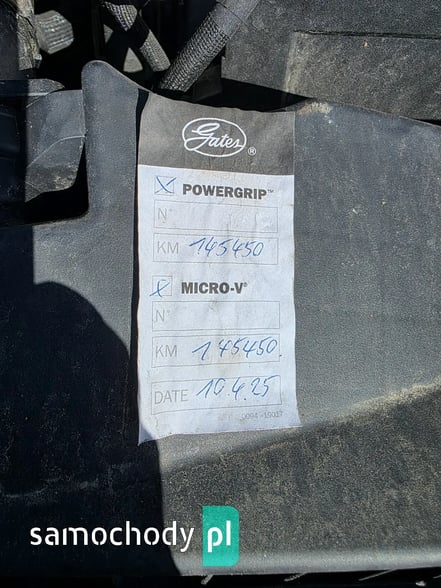 Gates ®
☒ POWERGRIP™
N°
KM 145450
☒ MICRO-V®
N°
KM 145450.
DATE 10.4.25
samochody pl